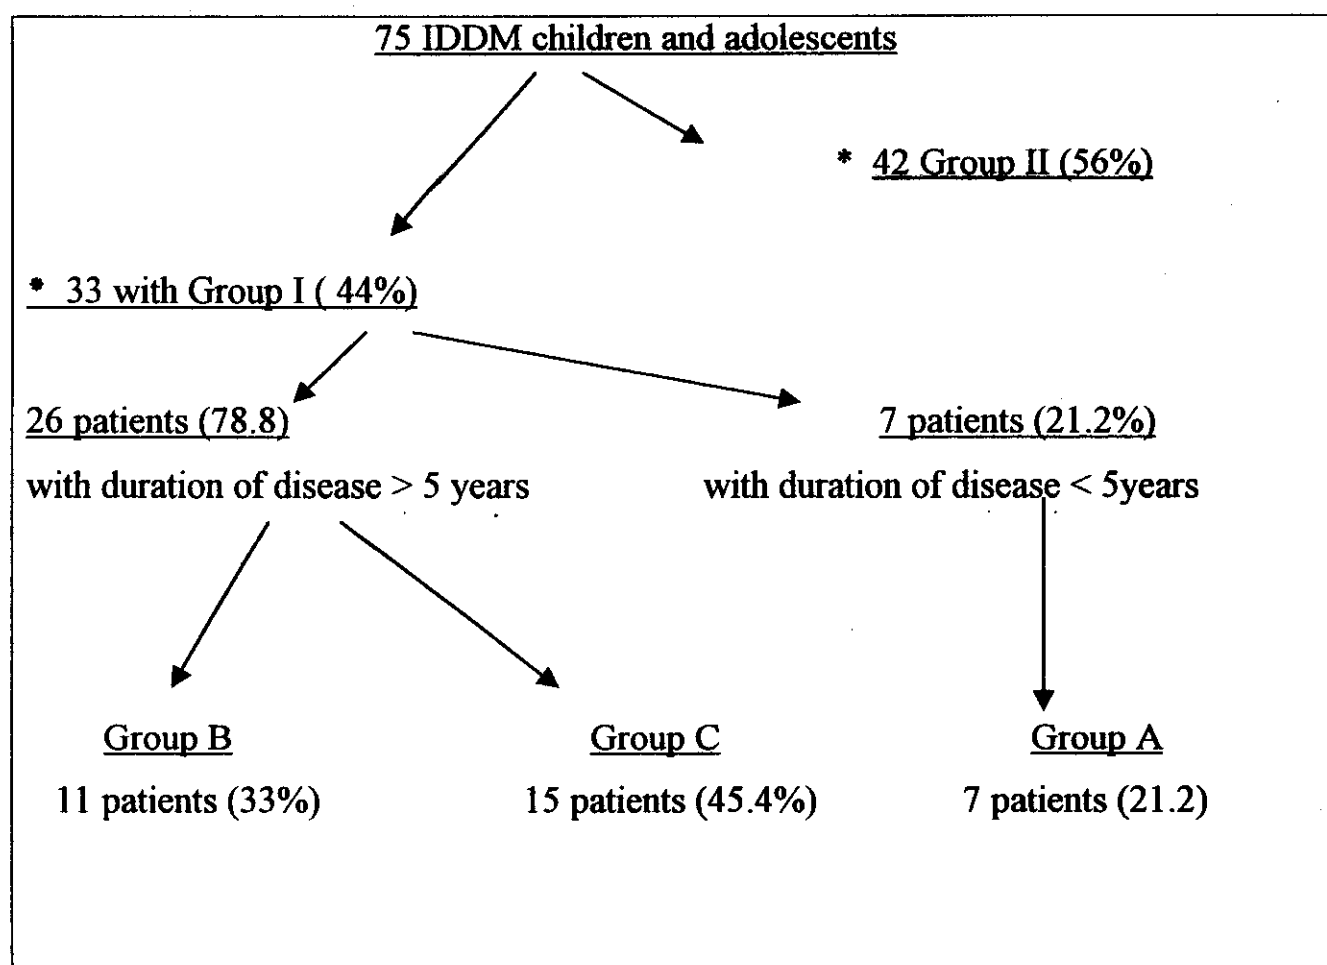 75 IDDM children and adolescents
* 42 Group II (56%)
* 33 with Group I ( 44%)
26 patients (78.8)
7 patients (21.2%)
with duration of disease > 5 years
with duration of disease < 5years
Group B
Group C
Group A
11 patients (33%)
15 patients (45.4%)
7 patients (21.2)